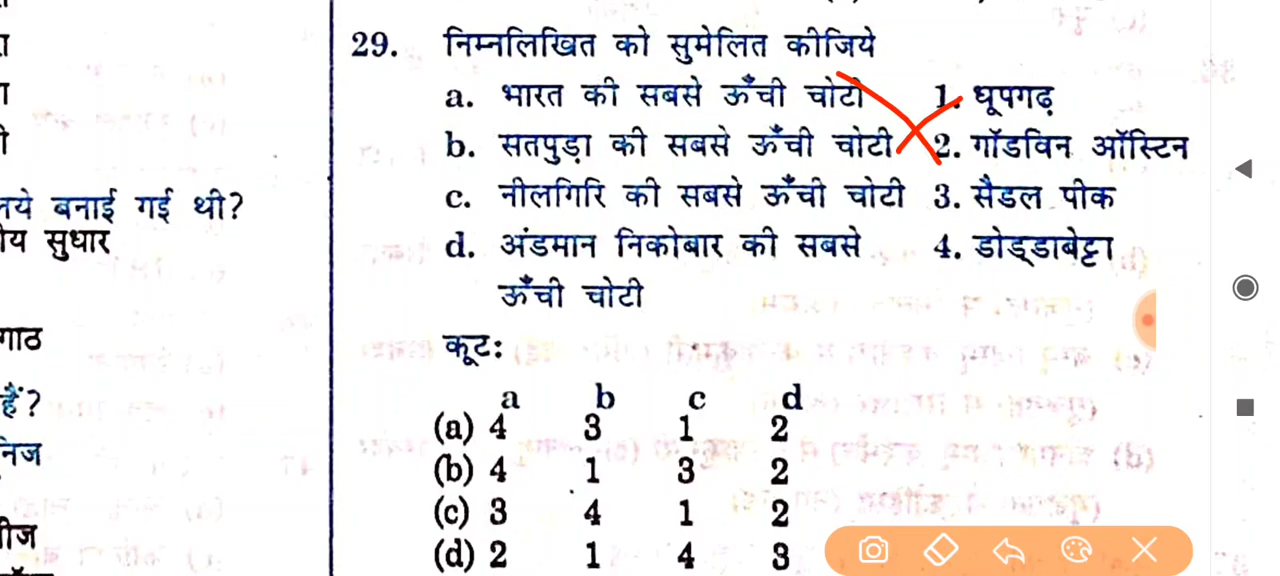 नये बनाई गई थी?
ीय सुधार
गाठ
हैं?
निज
29. निम्नलिखित को सुमेलित कीजिये
a. भारत की सबसे ऊँची चोटी 1. धूपगढ़
b. सतपुड़ा की सबसे ऊँची चोटी 2. गॉडविन ऑस्टिन
c. नीलगिरि की सबसे ऊँची चोटी 3. सैडल पीक
d. अंडमान निकोबार की सबसे 4. डोड्डाबेट्टा
ऊँची चोटी
कूटः
a b c d
(a) 4 3 1 2
(b) 4 1 3 2
(c) 3 4 1 2
(d) 2 1 4 3